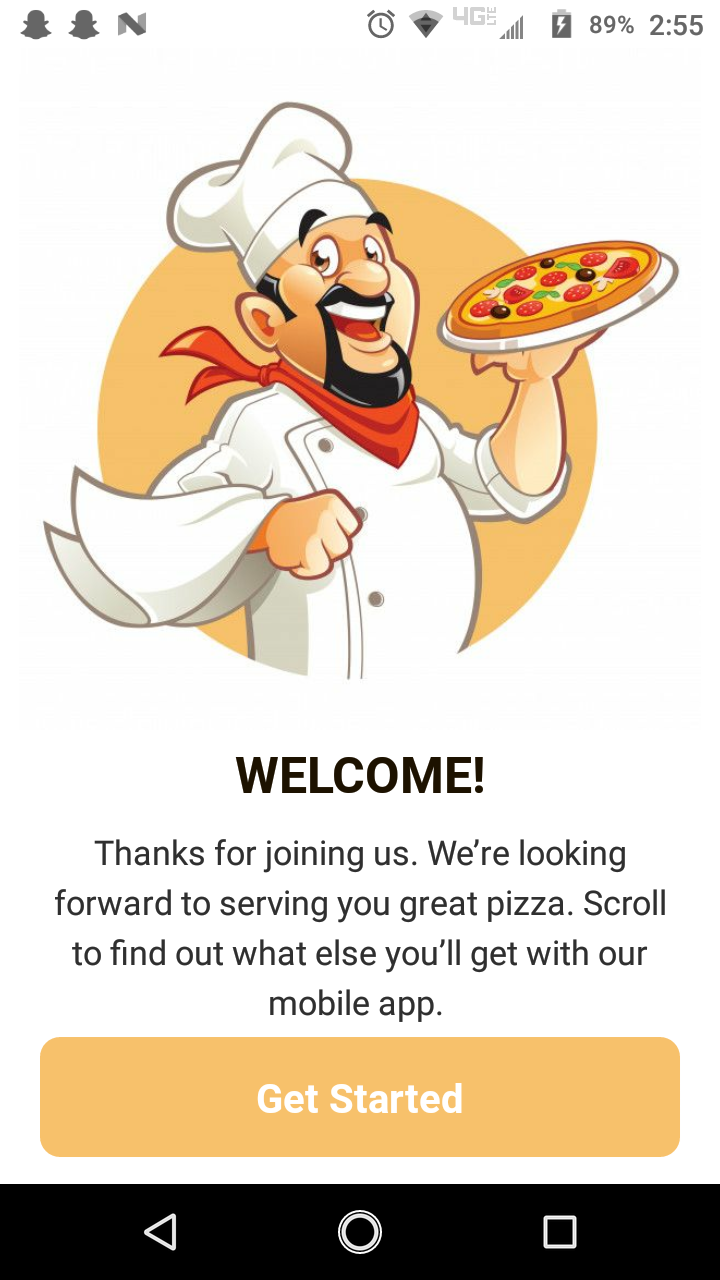 4G LTE 89% 2:55
WELCOME!
Thanks for joining us. We’re looking
forward to serving you great pizza. Scroll
to find out what else you’ll get with our
mobile app.
Get Started